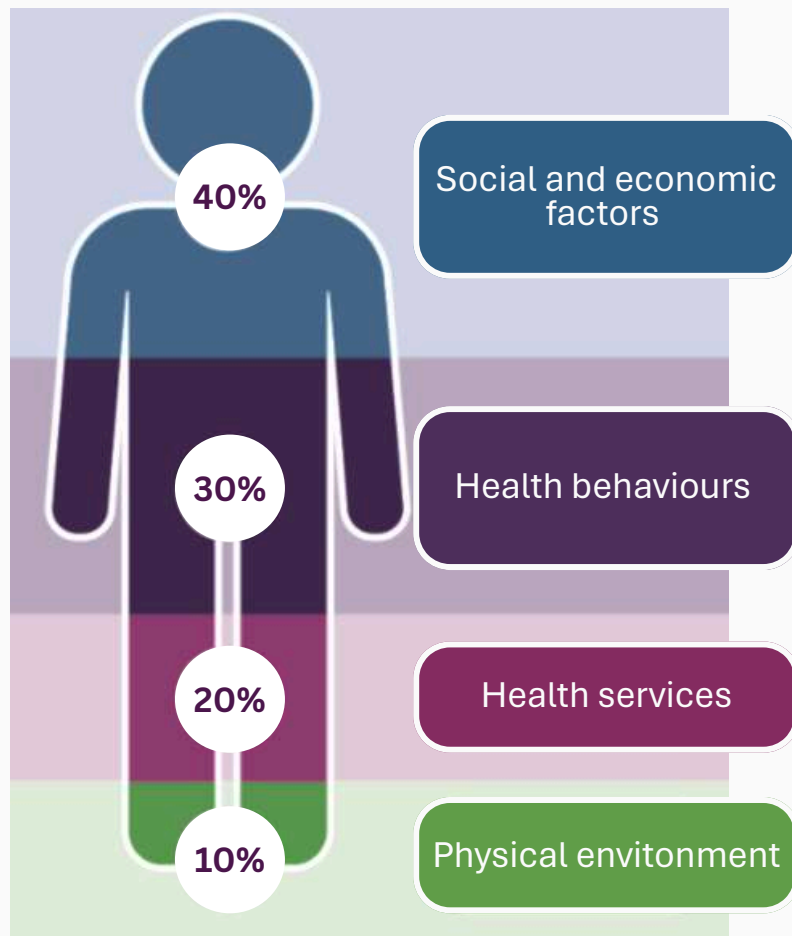 40%
Social and economic
factors
30%
Health behaviours
20%
Health services
10%
Physical envitonment